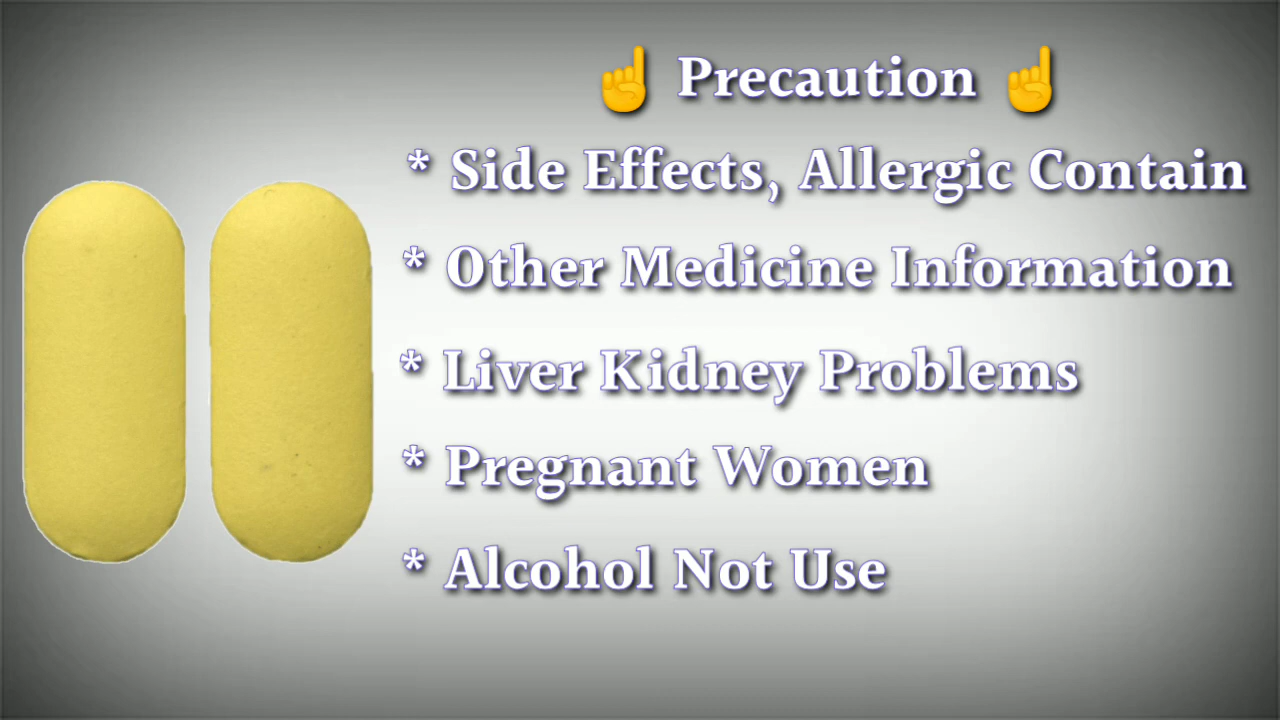 ☝ Precaution ☝
* Side Effects, Allergic Contain
* Other Medicine Information
* Liver Kidney Problems
* Pregnant Women
* Alcohol Not Use